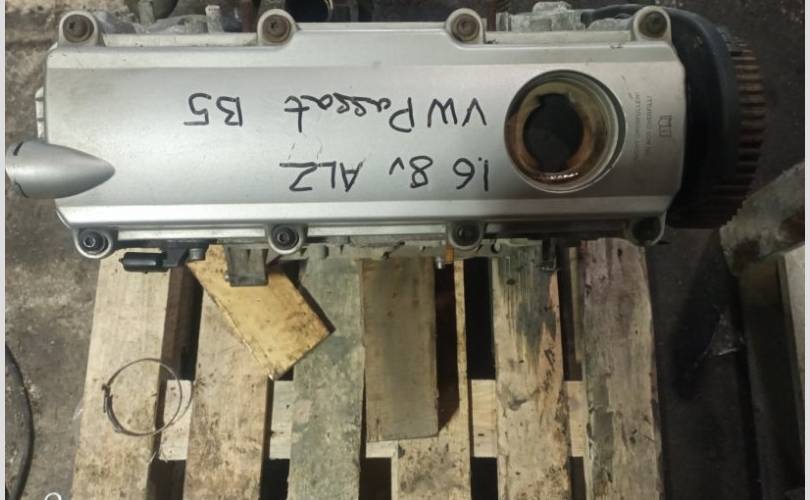 1.6 8v ALZ
VW Passat B5